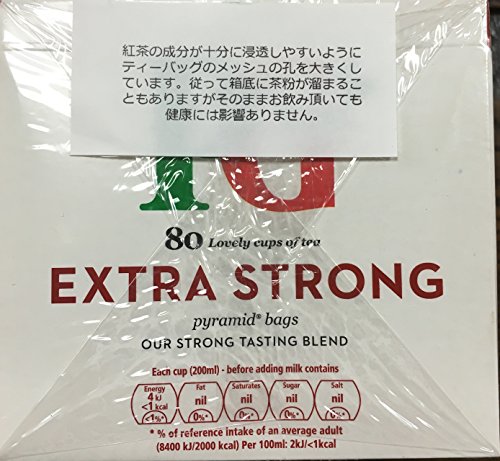 紅茶の成分が十分に浸透しやすいように
ティーバッグのメッシュの孔を大きくし
ています。従って箱底に茶粉が溜まるこ
ともありますがそのままお飲み頂いても
健康には影響ありません。
80 Lovely cups of tea
EXTRA STRONG
pyramid® bags
OUR STRONG TASTING BLEND
Each cup (200ml) - before adding milk contains
Energy Fat Saturates Sugar Salt
4 kJ nil nil nil nil
<1 kcal
<1%* 0%* 0%* 0%* 0%*
* % of reference intake of an average adult
(8400 kJ/2000 kcal) Per 100ml: 2kJ/<1kcal